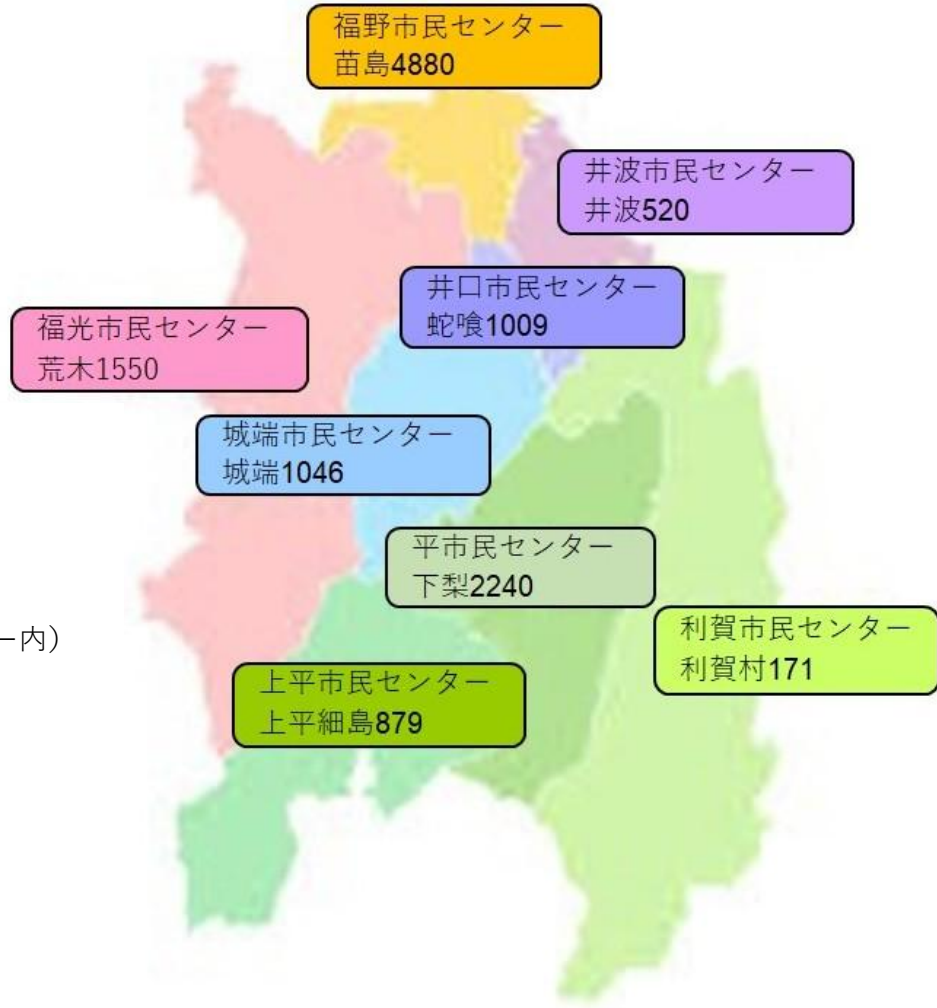 福野市民センター
苗島4880
井波市民センター
井波520
井口市民センター
蛇喰1009
福光市民センター
荒木1550
城端市民センター
城端1046
平市民センター
下梨2240
利賀市民センター
利賀村171
ー内)
上平市民センター
上平細島879